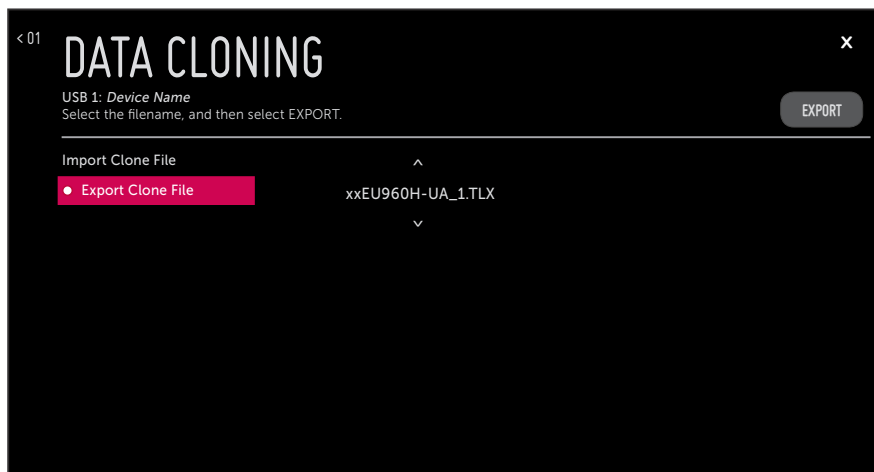 < 01
DATA CLONING
X
USB 1: Device Name
Select the filename, and then select EXPORT.
EXPORT
Import Clone File
Export Clone File
xxEU960H-UA_1.TLX